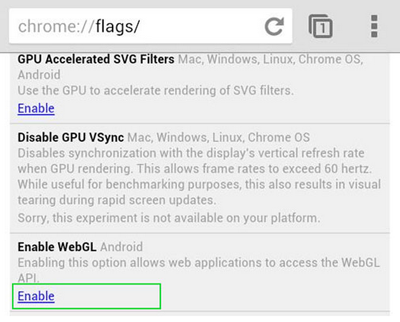 chrome://flags/
1
GPU Accelerated SVG Filters Mac, Windows, Linux, Chrome OS,
Android
Use the GPU to accelerate rendering of SVG filters.
Enable
Disable GPU VSync Mac, Windows, Linux, Chrome OS
Disables synchronization with the display's vertical refresh rate
when GPU rendering. This allows frame rates to exceed 60 hertz.
While useful for benchmarking purposes, this also results in visual
tearing during rapid screen updates.
Sorry, this experiment is not available on your platform.
Enable WebGL Android
Enabling this option allows web applications to access the WebGL
API.
Enable